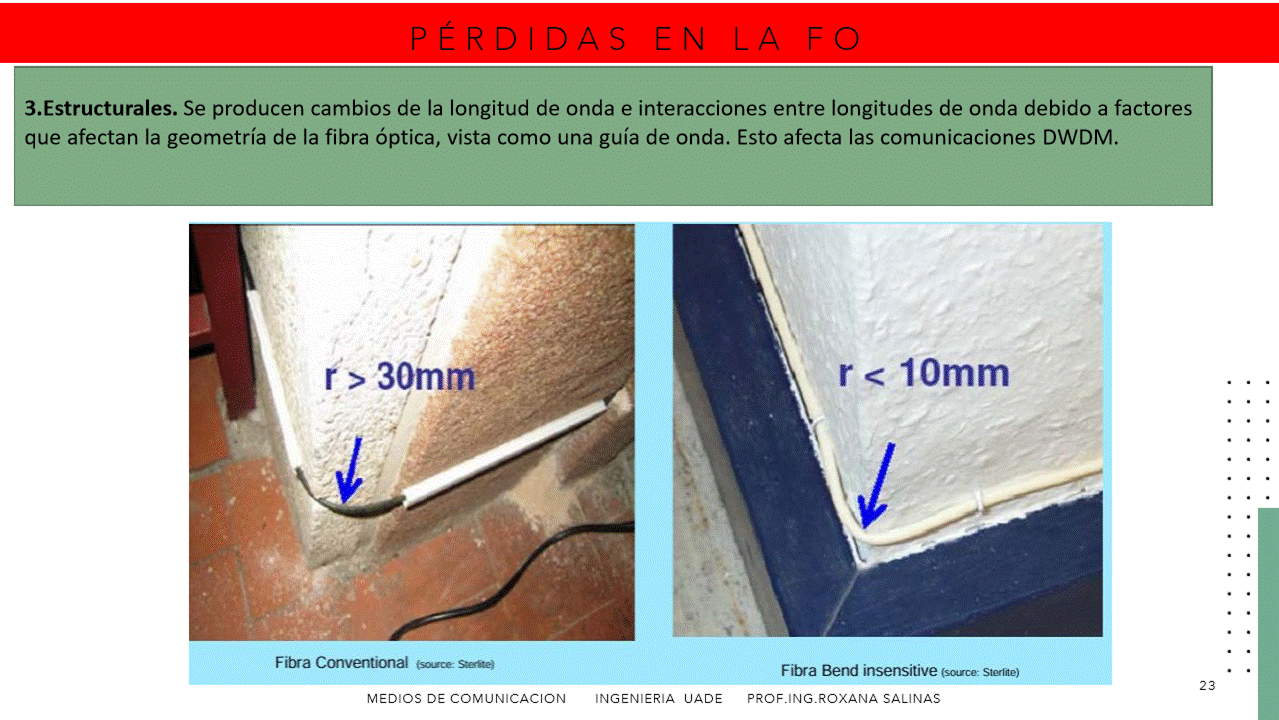 PÉRDIDAS EN LA FO
3.Estructurales. Se producen cambios de la longitud de onda e interacciones entre longitudes de onda debido a factores
que afectan la geometría de la fibra óptica, vista como una guía de onda. Esto afecta las comunicaciones DWDM.
r > 30mm
r < 10mm
Fibra Conventional (source: Sterlite)
Fibra Bend insensitive (source: Sterlite)
MEDIOS DE COMUNICACION INGENIERIA UADE PROF.ING.ROXANA SALINAS
23